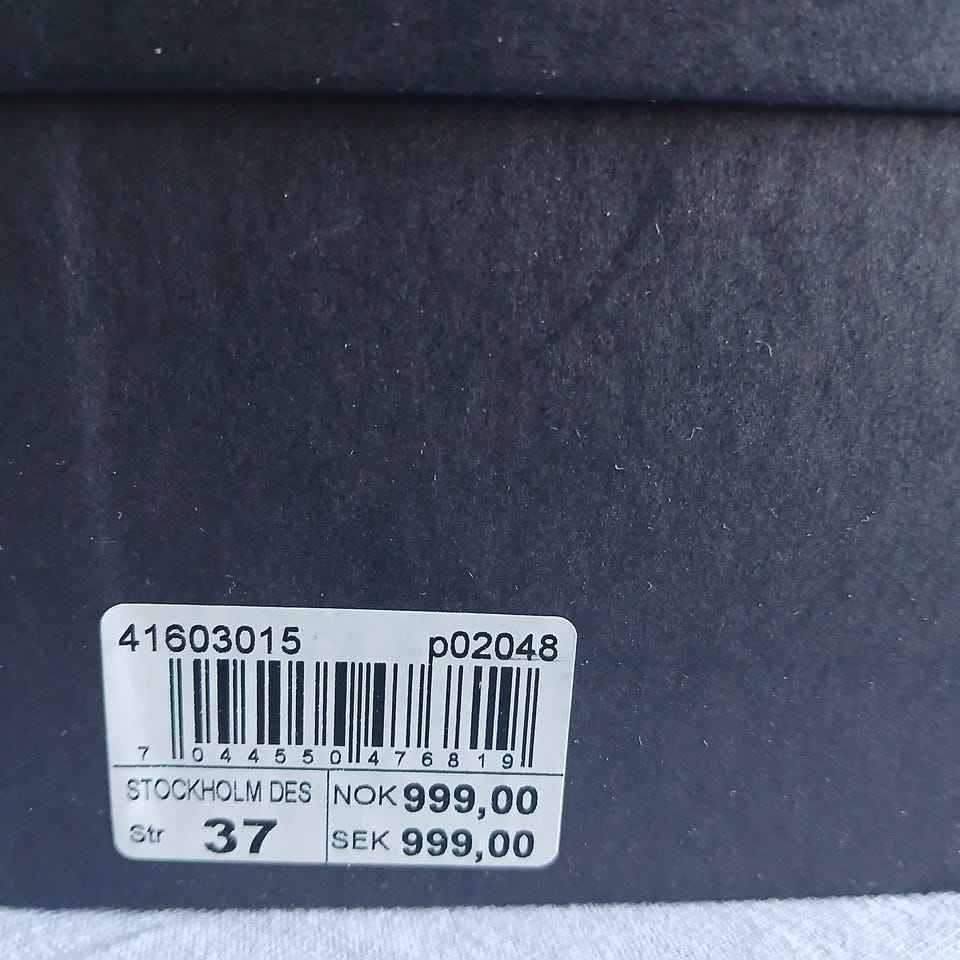 41603015 p02048
7 044550 476819
STOCKHOLM DES NOK 999,00
Str 37 SEK 999,00